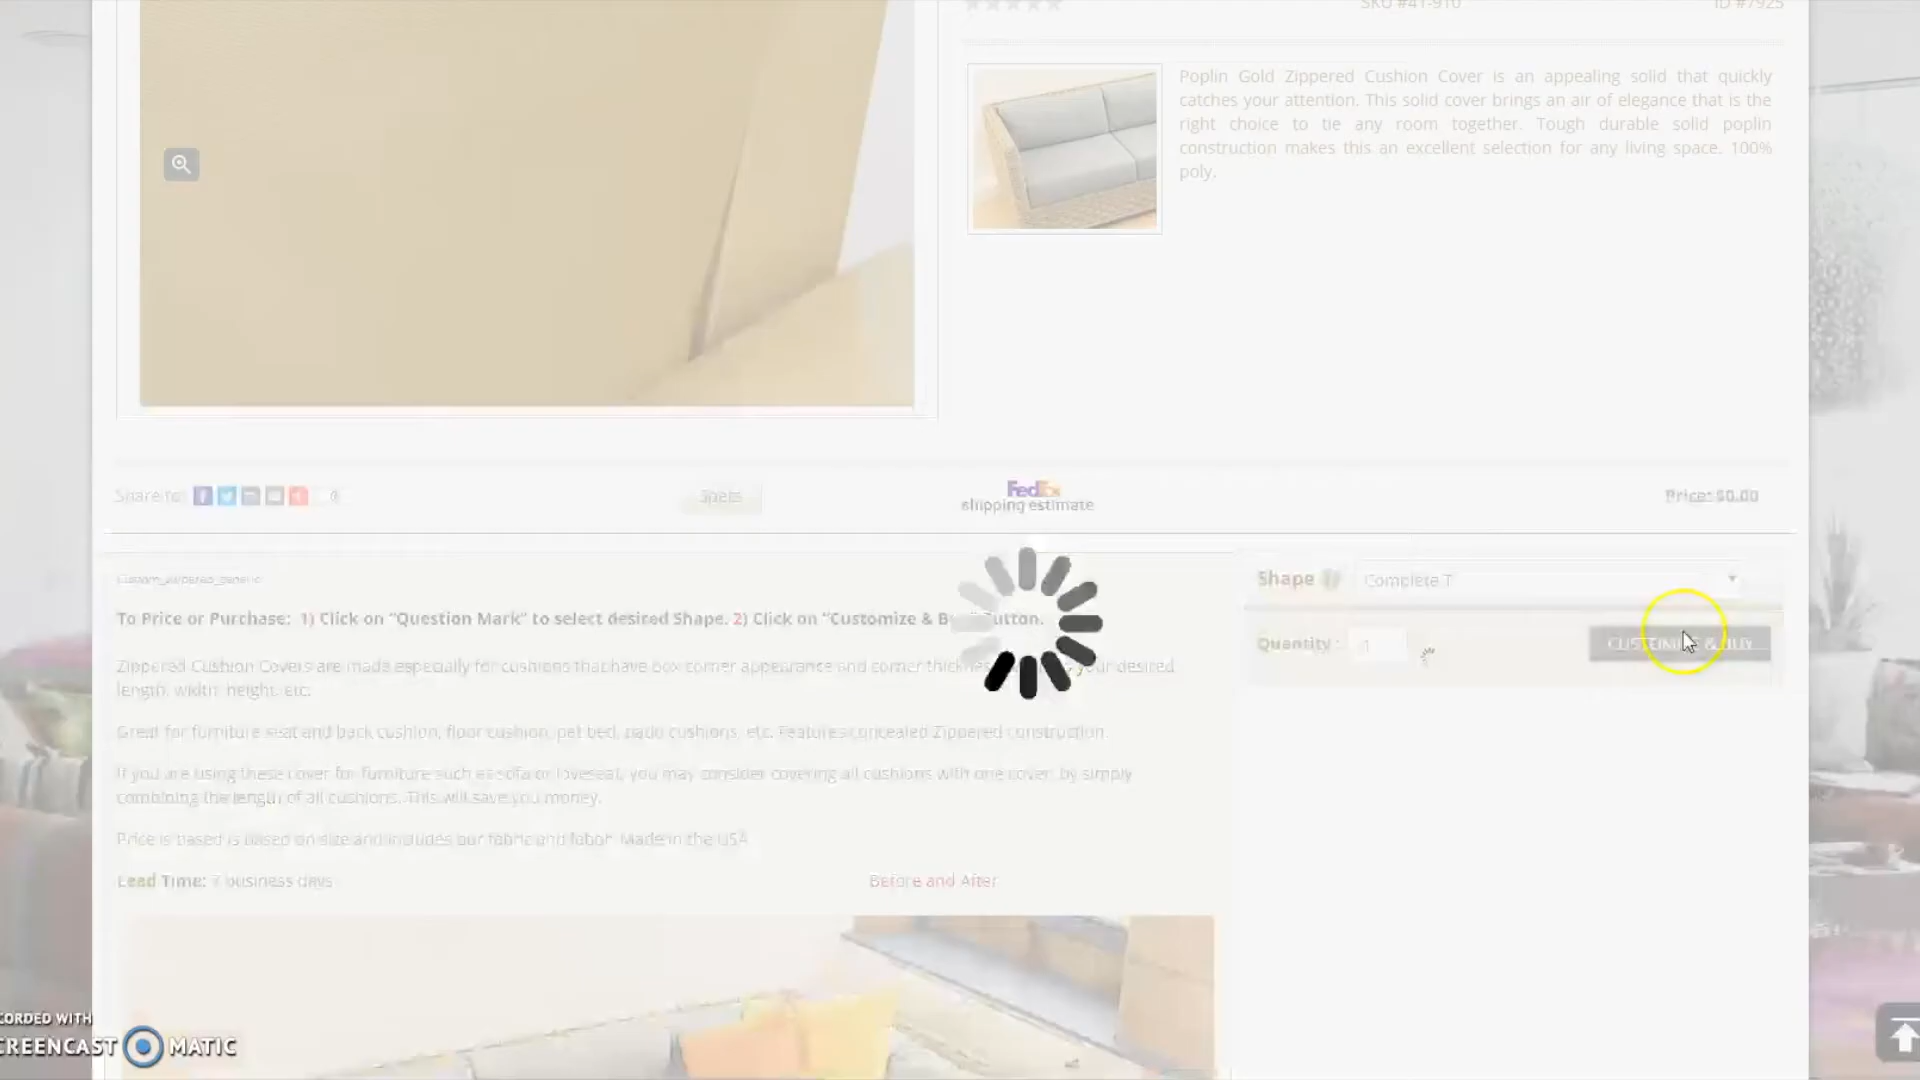 SKU #41-910
ID #7925
Poplin Gold Zippered Cushion Cover is an appealing solid that quickly
catches your attention. This solid cover brings an air of elegance that is the
right choice to tie any room together. Tough durable solid poplin
construction makes this an excellent selection for any living space. 100%
poly.
Share to:
0
Specs
FedEx
shipping estimate
Price: $0.00
Custom_zippered_generic
Shape
Complete T
To Price or Purchase: 1) Click on “Question Mark” to select desired Shape. 2) Click on “Customize & B Button.
Quantity :
1
CUSTOMIZE & BUY
Zippered Cushion Covers are made especially for cushions that have box corner appearance and corner your desired
length, width, height, etc.
Great for furniture seat and back cushion, floor cushion, pet bed, patio cushions, etc. Features concealed Zippered construction.
If you are using these cover for furniture such as sofa or loveseat, you may consider covering all cushions with one cover, by simply
combining the length of all cushions. This will save you money.
Price is based is based on size and includes our fabric and labor. Made in the USA
Lead Time: 7 business days
Before and After
CORDED WITH
CREENCAST MATIC